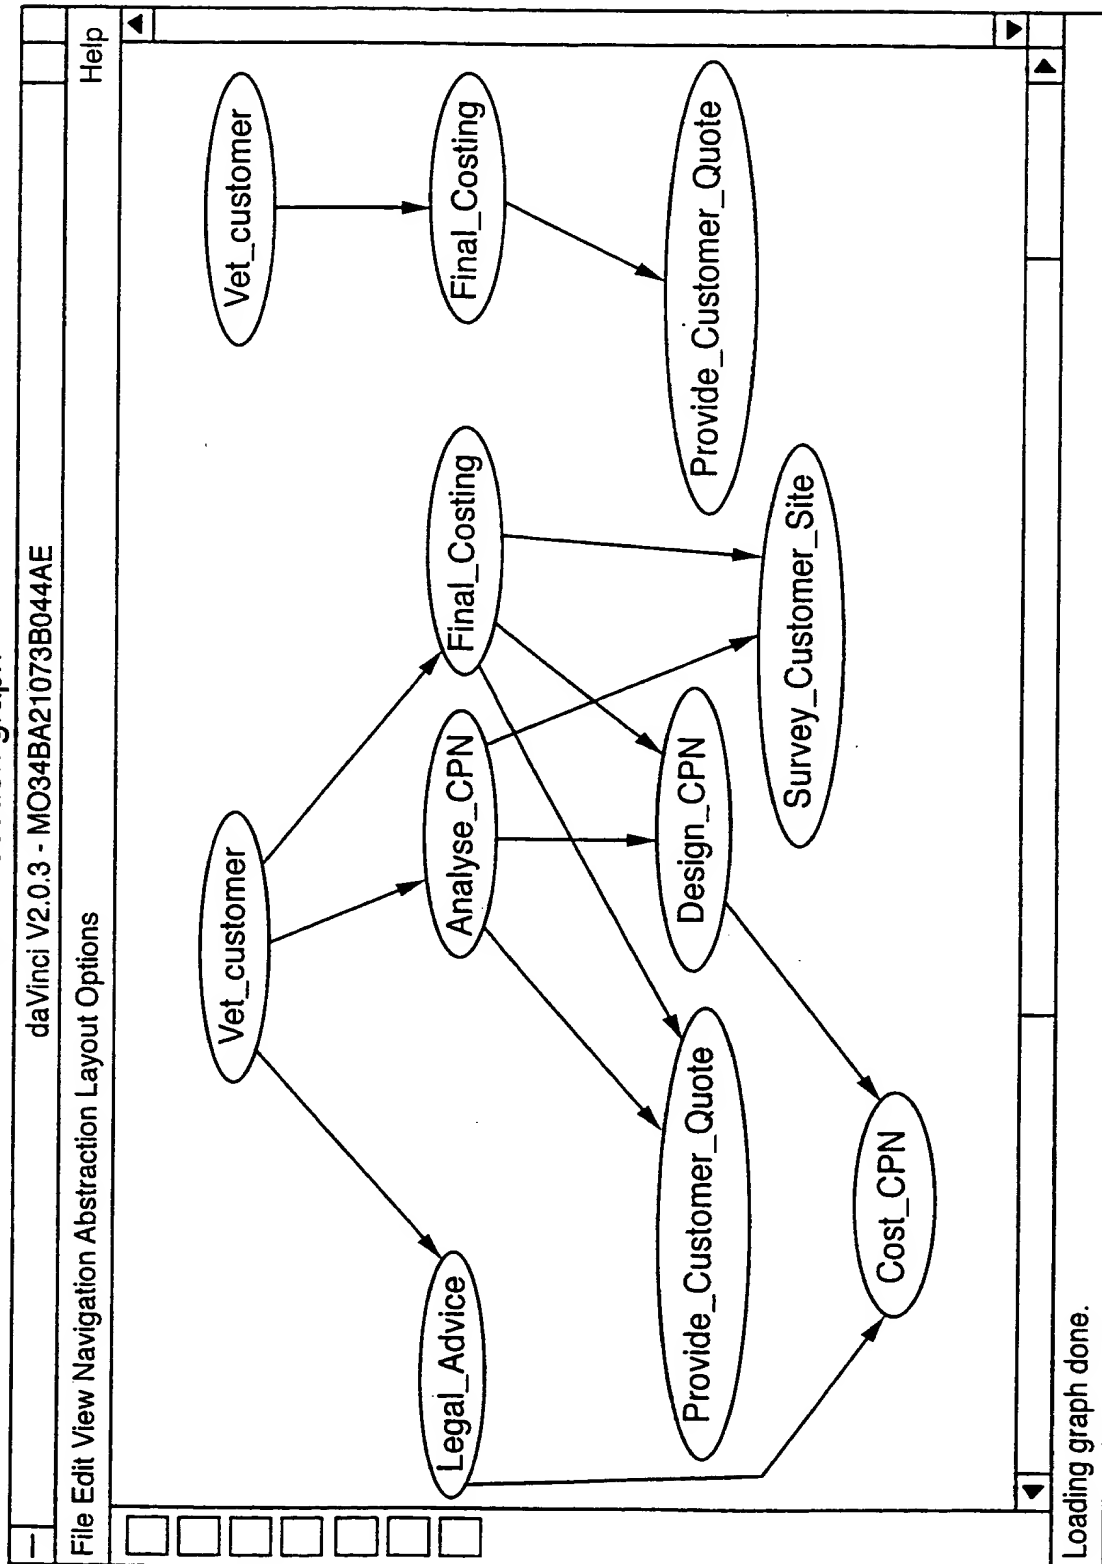 daVinci V2.0.3 - MO34BA21073B044AE
File Edit View Navigation Abstraction Layout Options Help
Vet_customer
Vet_customer
Legal_Advice
Analyse_CPN
Final_Costing
Final_Costing
Provide_Customer_Quote
Design_CPN
Provide_Customer_Quote
Survey_Customer_Site
Cost_CPN
Loading graph done.